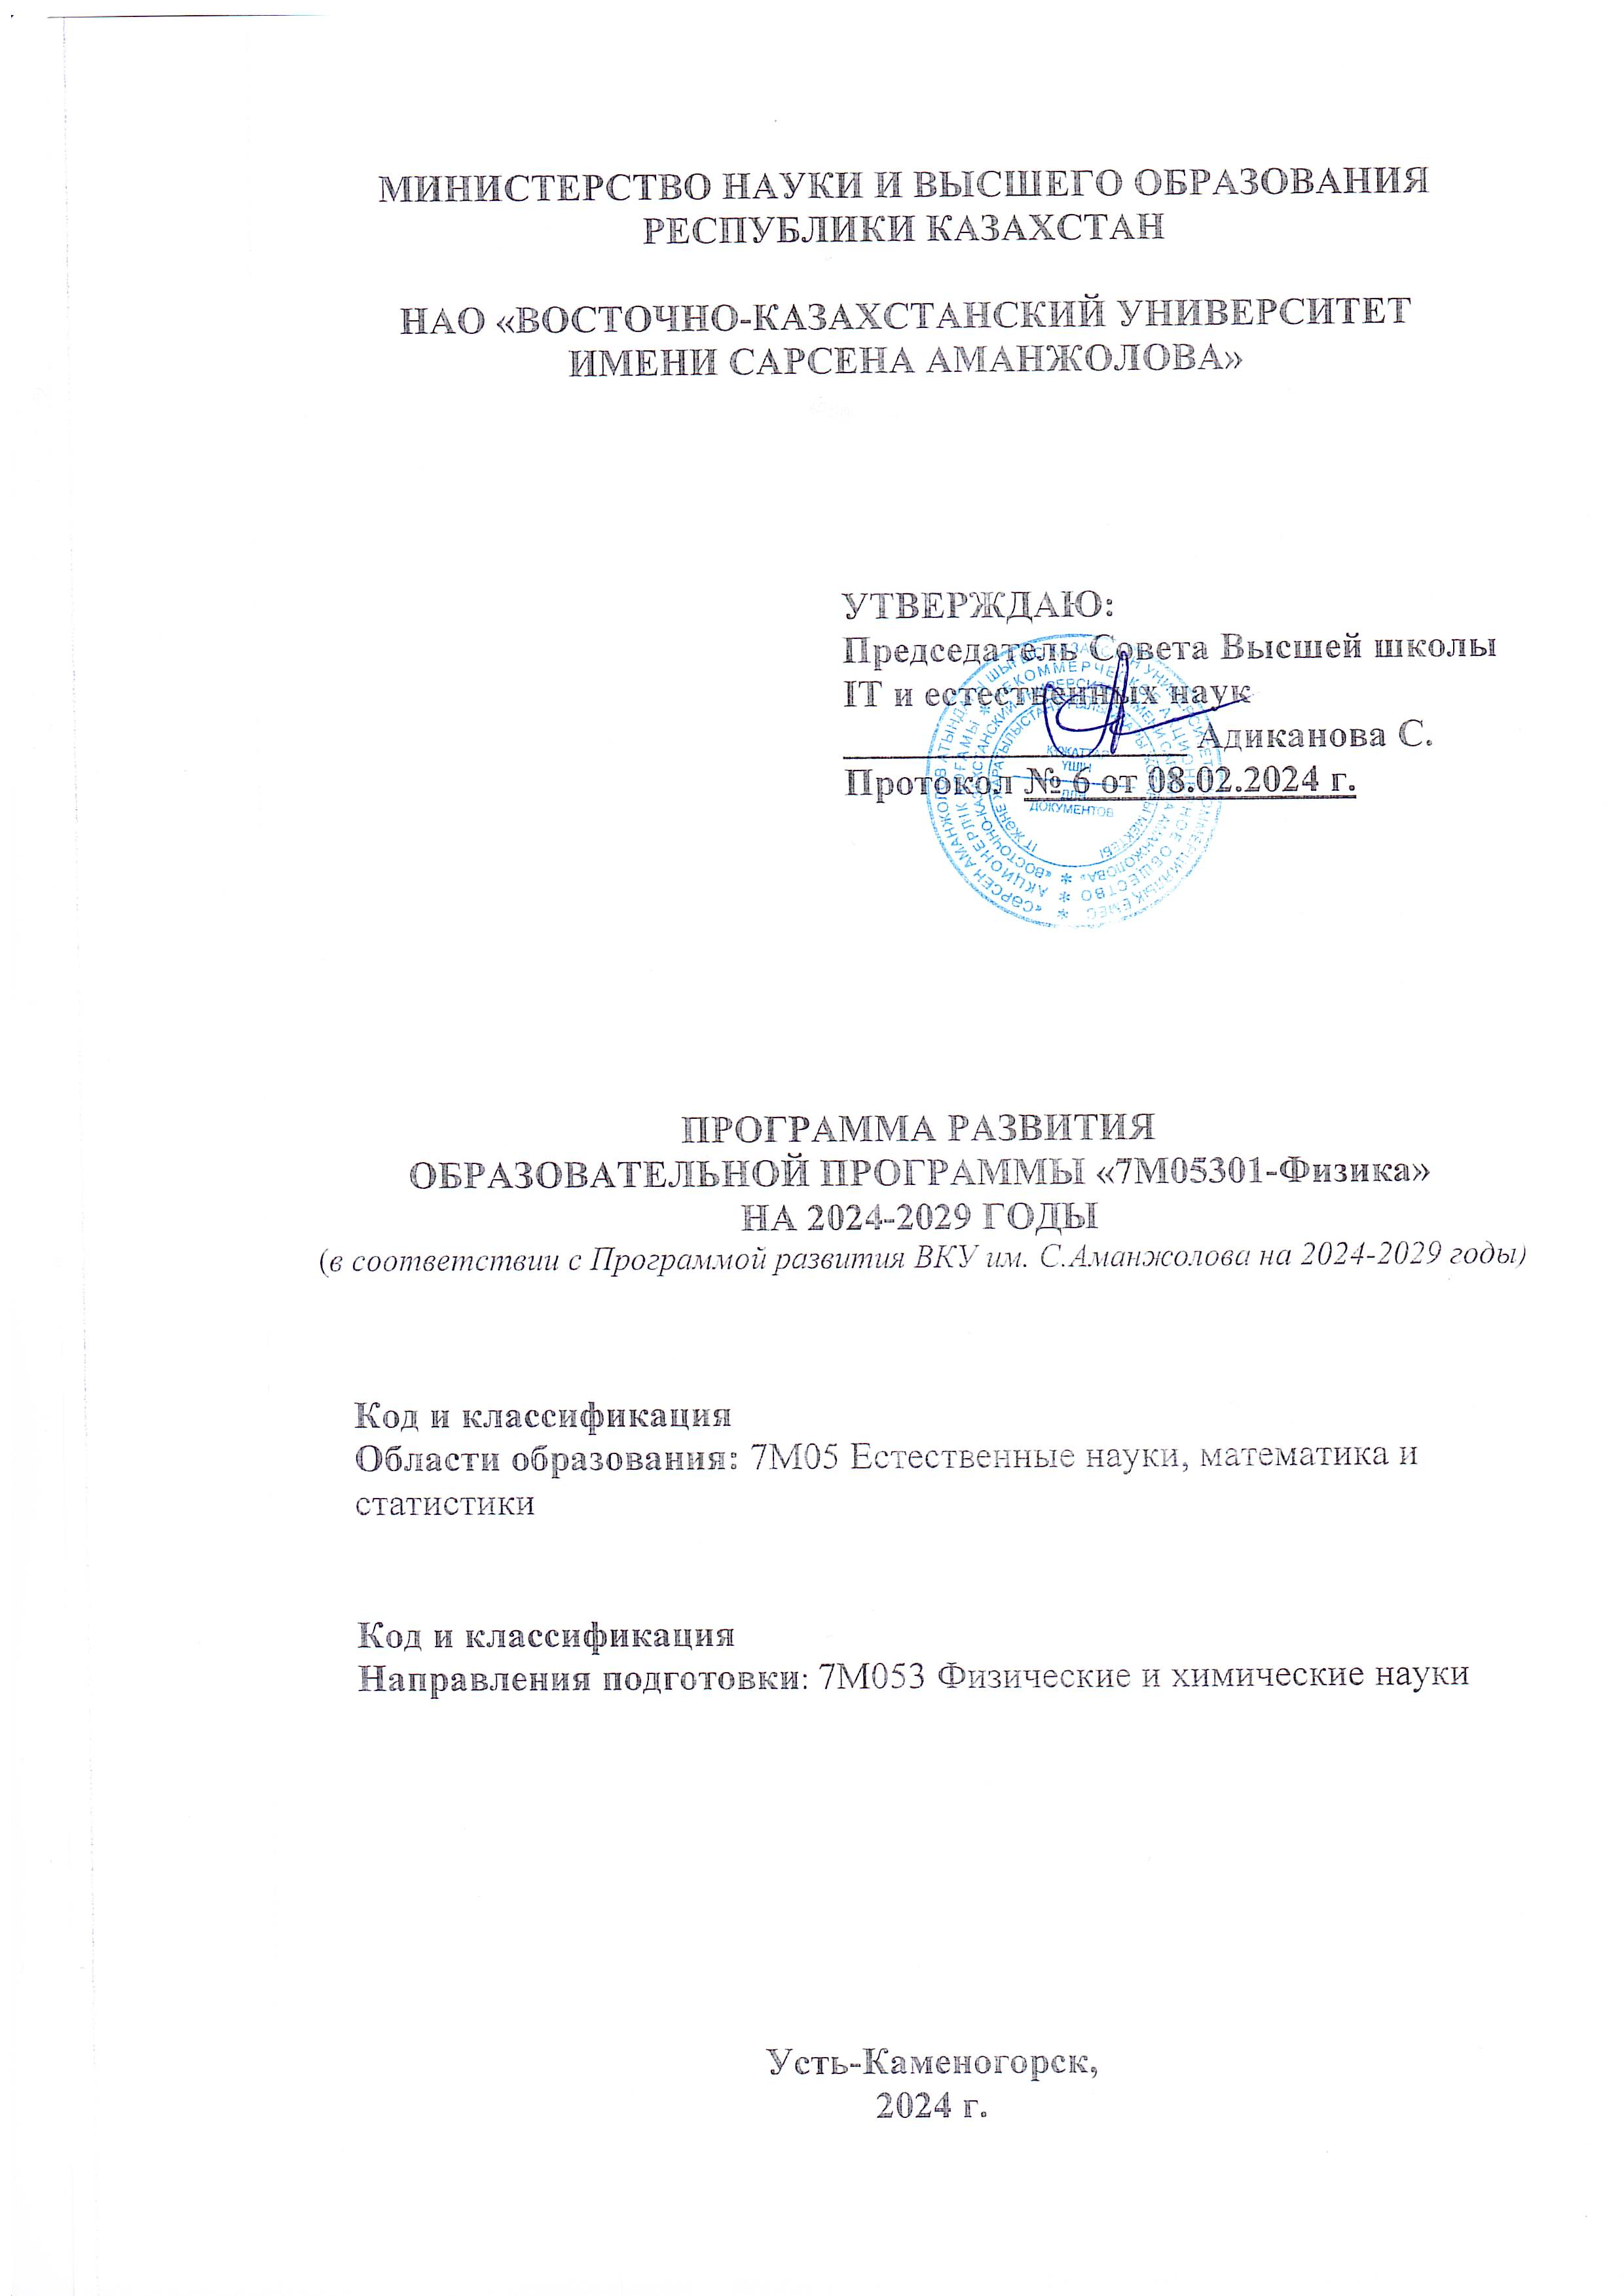 МИНИСТЕРСТВО НАУКИ И ВЫСШЕГО ОБРАЗОВАНИЯ
РЕСПУБЛИКИ КАЗАХСТАН
НАО «ВОСТОЧНО-КАЗАХСТАНСКИЙ УНИВЕРСИТЕТ
ИМЕНИ САРСЕНА АМАНЖОЛОВА»
УТВЕРЖДАЮ:
Председатель Совета Высшей школы
IT и естественных наук
Адиканова С.
Протокол № 6 от 08.02.2024 г.
ҮШІН
ДЛЯ
ДОКУМЕНТОВ
ПРОГРАММА РАЗВИТИЯ
ОБРАЗОВАТЕЛЬНОЙ ПРОГРАММЫ «7М05301-Физика»
НА 2024-2029 ГОДЫ
(в соответствии с Программой развития ВКУ им. С.Аманжолова на 2024-2029 годы)
Код и классификация
Области образования: 7М05 Естественные науки, математика и
статистики
Код и классификация
Направления подготовки: 7М053 Физические и химические науки
Усть-Каменогорск,
2024 г.